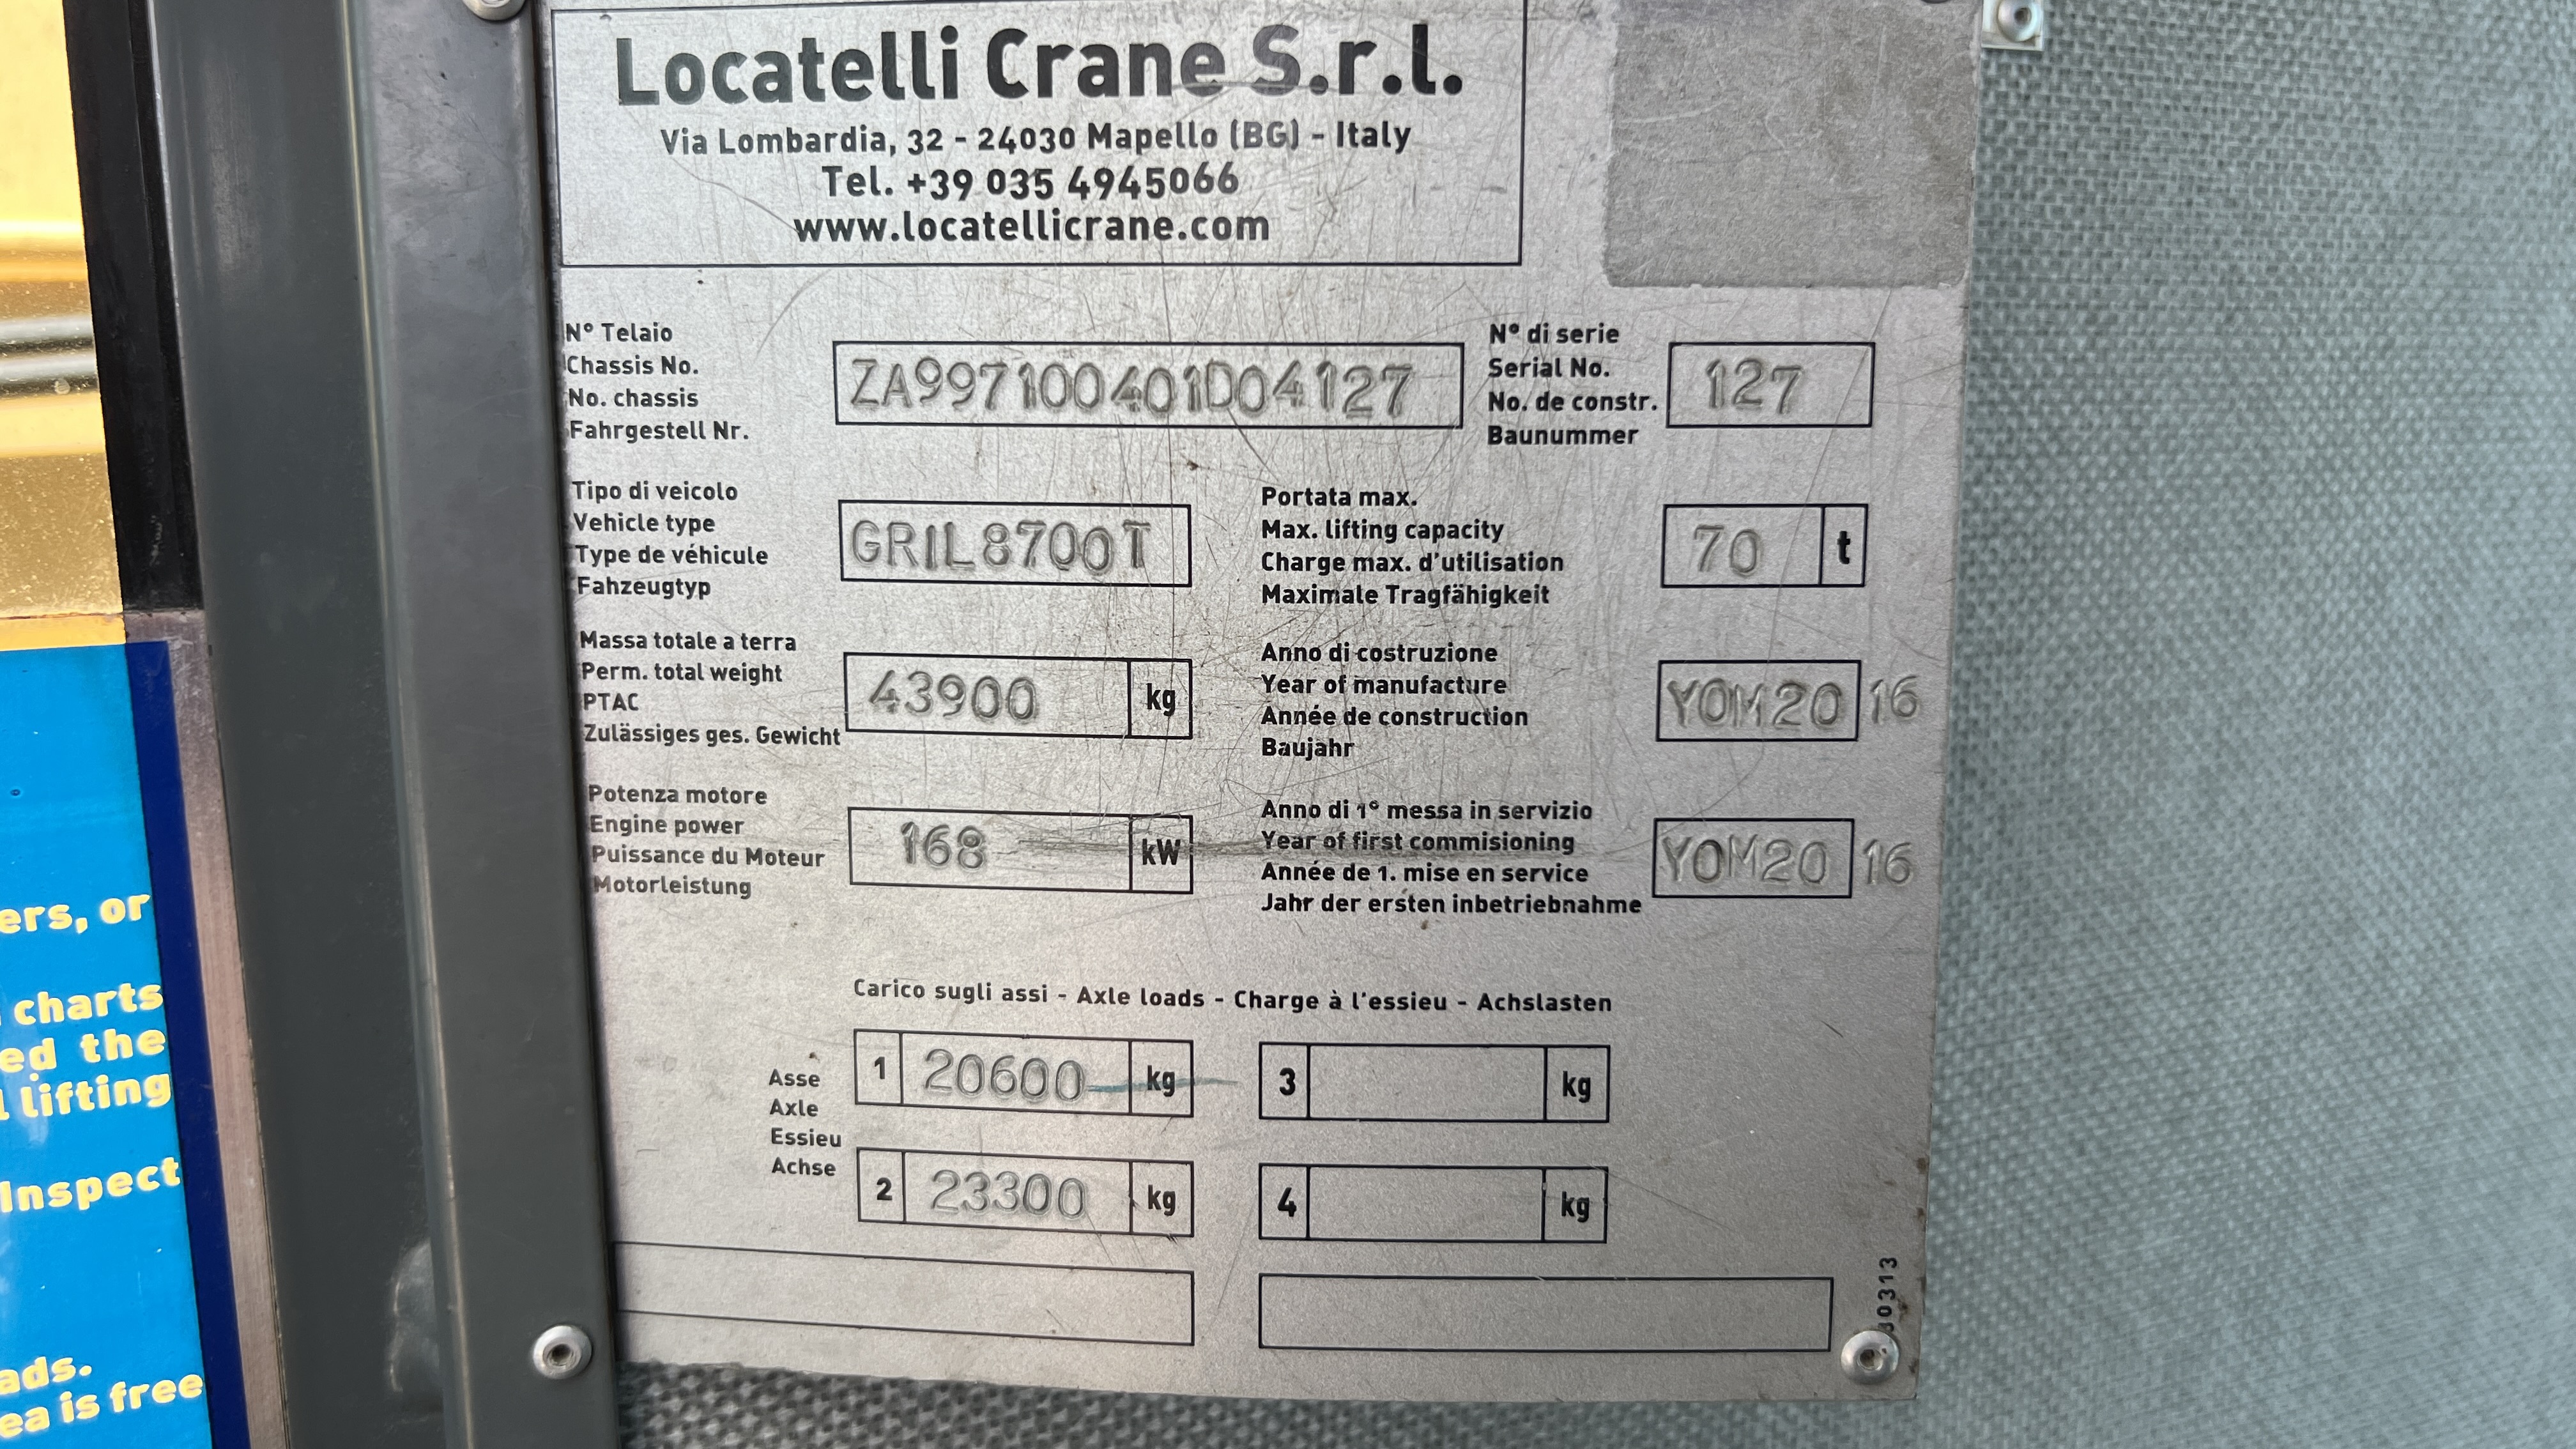 Locatelli Crane S.r.l.
Via Lombardia, 32 - 24030 Mapello (BG) - Italy
Tel. +39 035 4945066
www.locatellicrane.com
N° Telaio
Chassis No.
No. chassis
Fahrgestell Nr.
ZA997100401D04127
N° di serie
Serial No.
No. de constr.
Baunummer
127
Tipo di veicolo
Vehicle type
Type de véhicule
Fahzeugtyp
GRIL8700T
Portata max.
Max. lifting capacity
Charge max. d'utilisation
Maximale Tragfähigkeit
70 t
Massa totale a terra
Perm. total weight
PTAC
Zulässiges ges. Gewicht
43900 kg
Anno di costruzione
Year of manufacture
Année de construction
Baujahr
YOM20 16
Potenza motore
Engine power
Puissance du Moteur
Motorleistung
168 kW
Anno di 1° messa in servizio
Year of first commisioning
Année de 1. mise en service
Jahr der ersten inbetriebnahme
YOM20 16
Carico sugli assi - Axle loads - Charge à l'essieu - Achslasten
Asse
Axle
Essieu
Achse
1 20600 kg
3 kg
2 23300 kg
4 kg
ers, or
charts
ed the
lifting
Inspect
ads.
ea is free